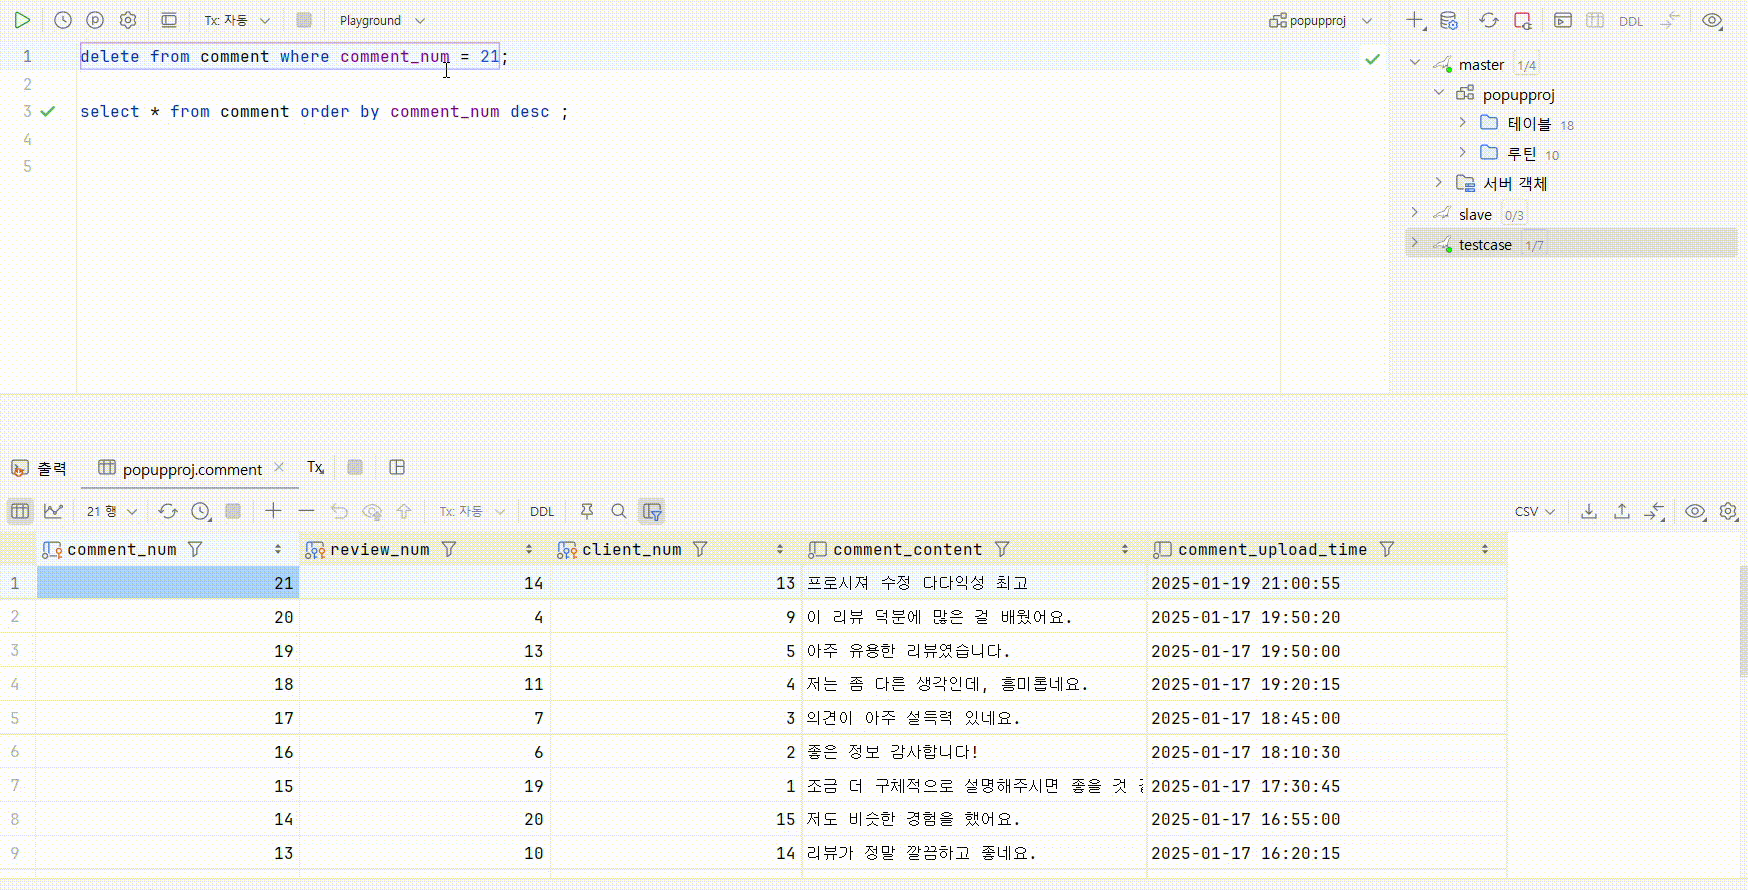 Tx: 자동 Playground popupproj DDL
1 delete from comment where comment_num = 21;
2
3 select * from comment order by comment_num desc ;
4
5
master 1/4
popupproj
테이블 18
루틴 10
서버 객체
slave 0/3
testcase 1/7
출력 popupproj.comment Tx
21 행 Tx: 자동 DDL CSV
comment_num review_num client_num comment_content comment_upload_time
1 21 14 13 프로시져 수정 다다익성 최고 2025-01-19 21:00:55
2 20 4 9 이 리뷰 덕분에 많은 걸 배웠어요. 2025-01-17 19:50:20
3 19 13 5 아주 유용한 리뷰였습니다. 2025-01-17 19:50:00
4 18 11 4 저는 좀 다른 생각인데, 흥미롭네요. 2025-01-17 19:20:15
5 17 7 3 의견이 아주 설득력 있네요. 2025-01-17 18:45:00
6 16 6 2 좋은 정보 감사합니다! 2025-01-17 18:10:30
7 15 19 1 조금 더 구체적으로 설명해주시면 좋을 것 2025-01-17 17:30:45
8 14 20 15 저도 비슷한 경험을 했어요. 2025-01-17 16:55:00
9 13 10 14 리뷰가 정말 깔끔하고 좋네요. 2025-01-17 16:20:15